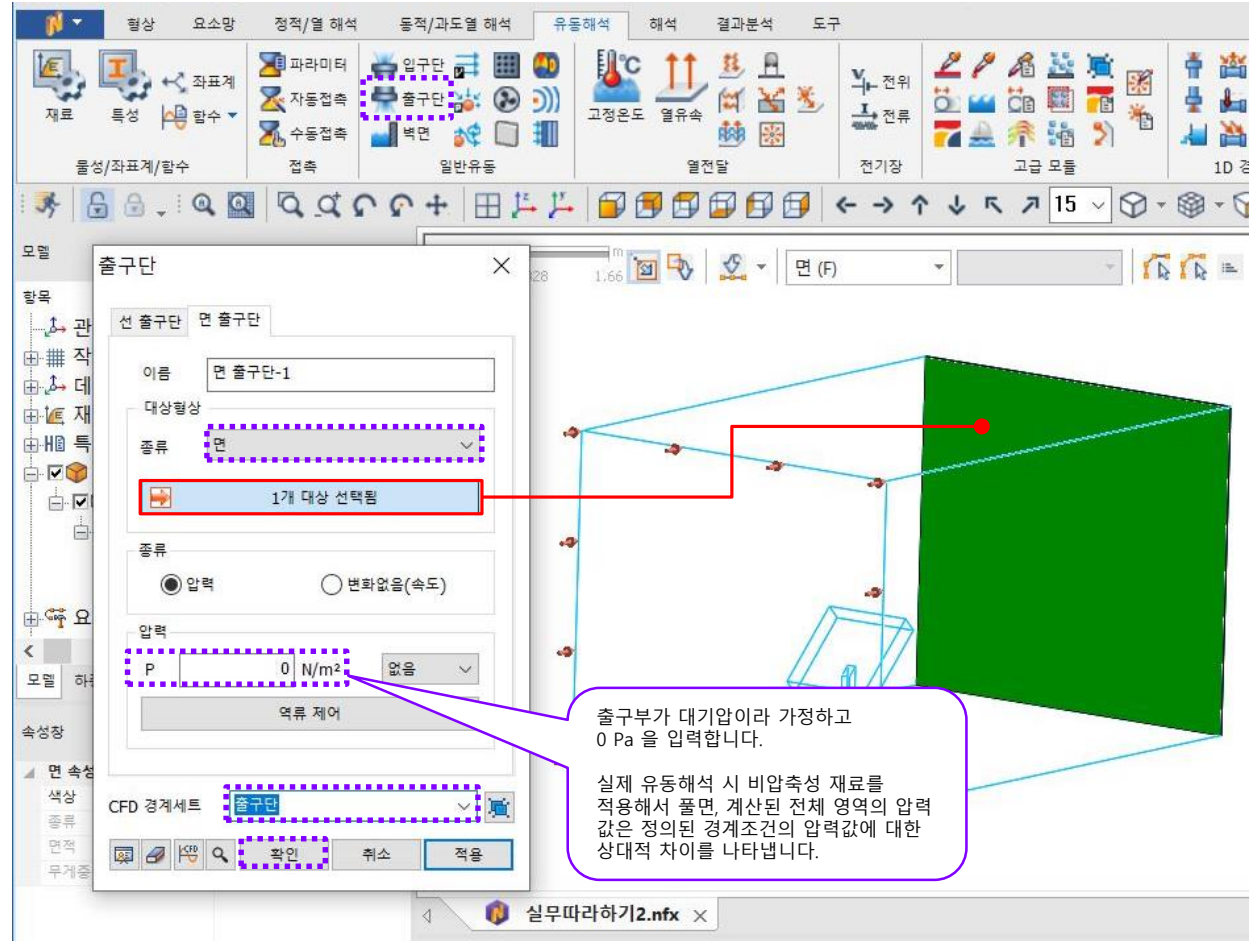 형상 요소망 정적/열 해석 동적/과도열 해석 유동해석 해석 결과분석 도구
재료
특성
좌표계
함수
물성/좌표계/함수
파라미터
자동접촉
수동접촉
접촉
입구단
출구단
벽면
일반유동
고정온도
열유속
열전달
전위
전류
전기장
고급 모듈
1D 경
15
모델
항목
관
작
데
재
특
요
모델 하중
속성창
면 속성
색상
종류
면적
무게중
출구단
선 출구단 면 출구단
이름 면 출구단-1
대상형상
종류 면
1개 대상 선택됨
종류
압력 변화없음(속도)
압력
P 0 N/m² 없음
역류 제어
CFD 경계세트 출구단
확인 취소 적용
m
1.66
면 (F)
출구부가 대기압이라 가정하고
0 Pa 을 입력합니다.
실제 유동해석 시 비압축성 재료를
적용해서 풀면, 계산된 전체 영역의 압력
값은 정의된 경계조건의 압력값에 대한
상대적 차이를 나타냅니다.
실무따라하기2.nfx